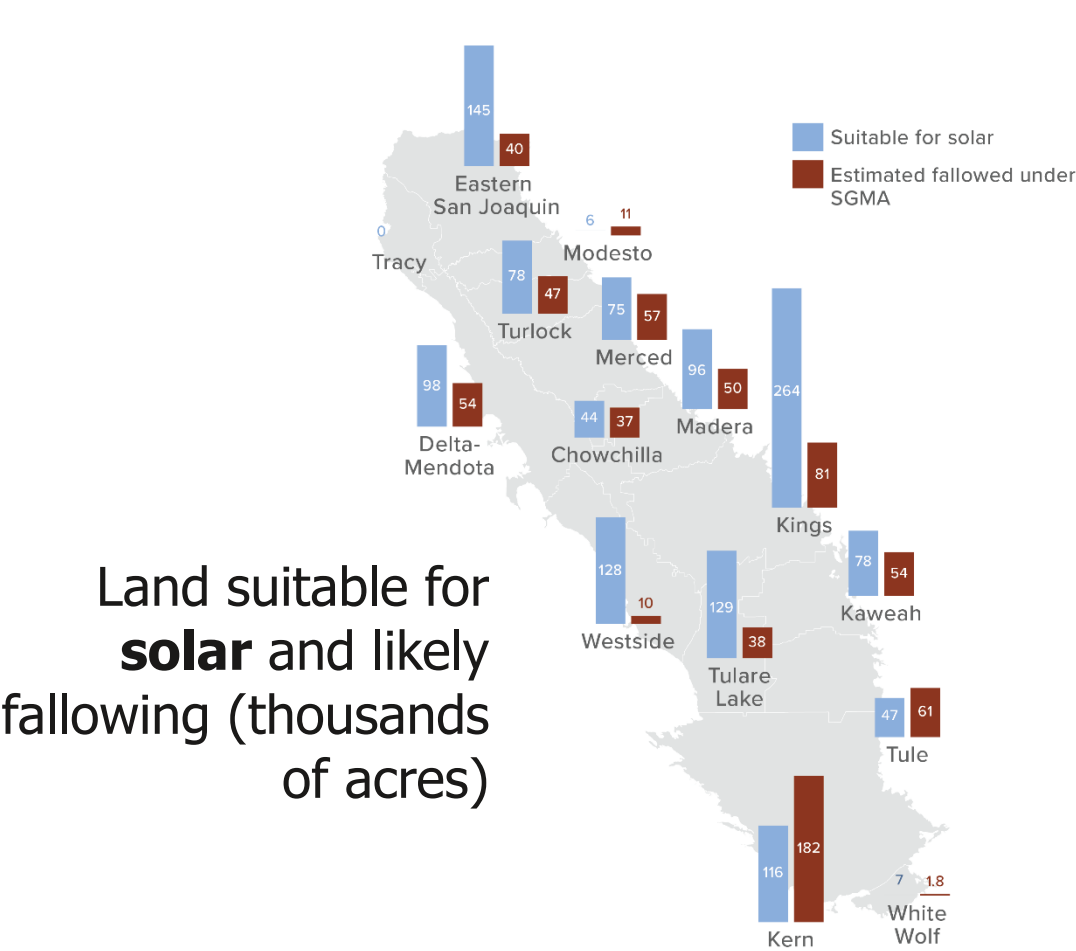 145
40
Eastern
San Joaquin
Suitable for solar
Estimated fallowed under
SGMA
0
Tracy
6
11
Modesto
78
47
Turlock
75
57
Merced
98
54
Delta-
Mendota
44
37
Chowchilla
96
50
Madera
264
81
Kings
128
10
Westside
129
38
Tulare
Lake
78
54
Kaweah
Land suitable for
solar and likely
fallowing (thousands
of acres)
47
61
Tule
116
182
Kern
7
1.8
White
Wolf